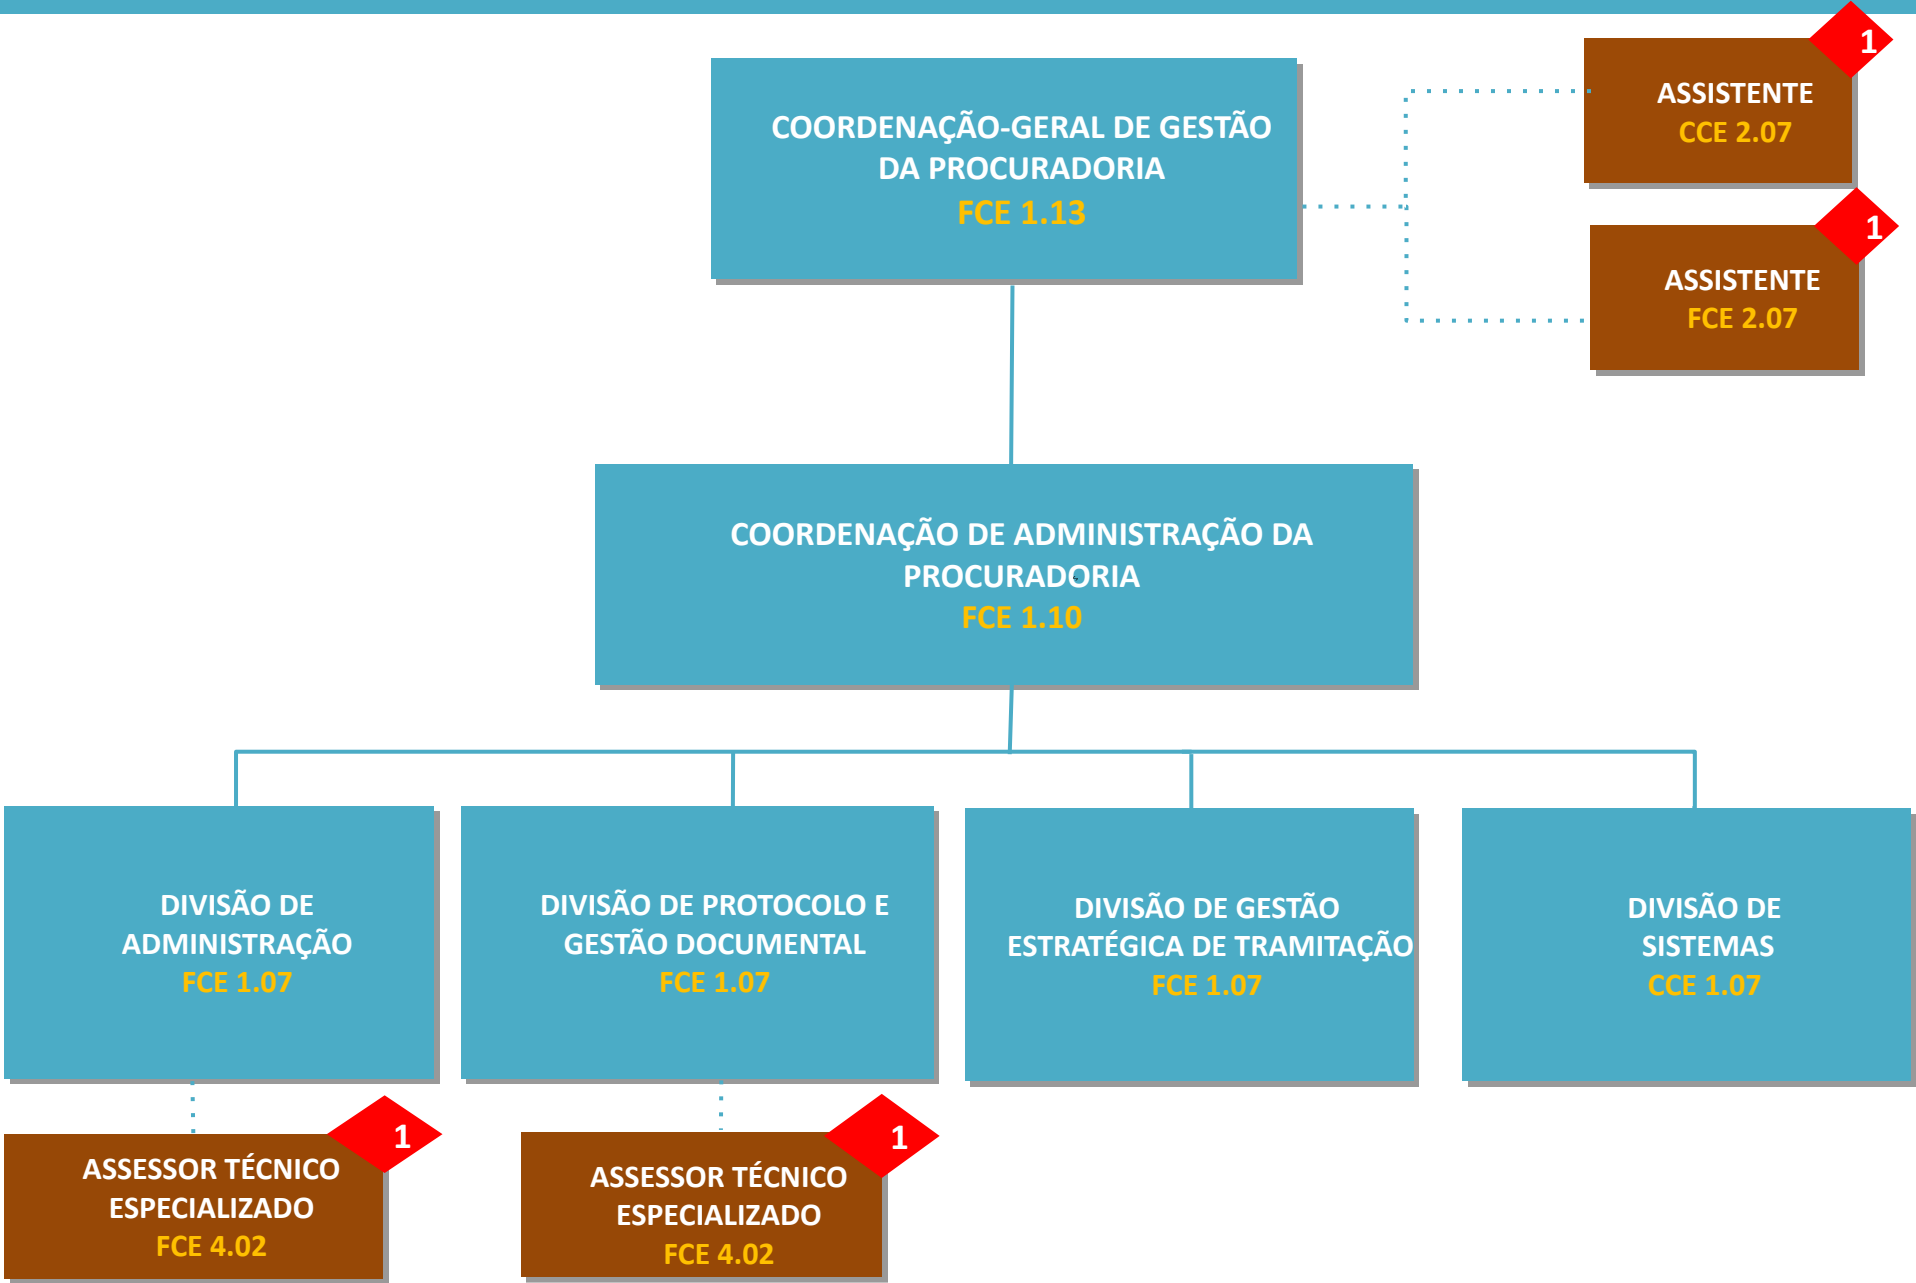 COORDENAÇÃO-GERAL DE GESTÃO
DA PROCURADORIA
FCE 1.13
1
ASSISTENTE
CCE 2.07
1
ASSISTENTE
FCE 2.07
COORDENAÇÃO DE ADMINISTRAÇÃO DA
PROCURADORIA
FCE 1.10
DIVISÃO DE
ADMINISTRAÇÃO
FCE 1.07
DIVISÃO DE PROTOCOLO E
GESTÃO DOCUMENTAL
FCE 1.07
DIVISÃO DE GESTÃO
ESTRATÉGICA DE TRAMITAÇÃO
FCE 1.07
DIVISÃO DE
SISTEMAS
CCE 1.07
1
ASSESSOR TÉCNICO
ESPECIALIZADO
FCE 4.02
1
ASSESSOR TÉCNICO
ESPECIALIZADO
FCE 4.02